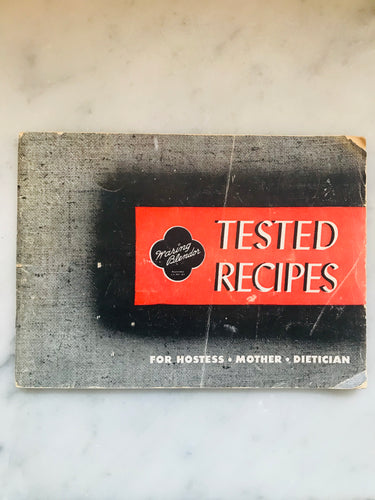 Waring
Blendor
TESTED
RECIPES
FOR HOSTESS • MOTHER • DIETICIAN